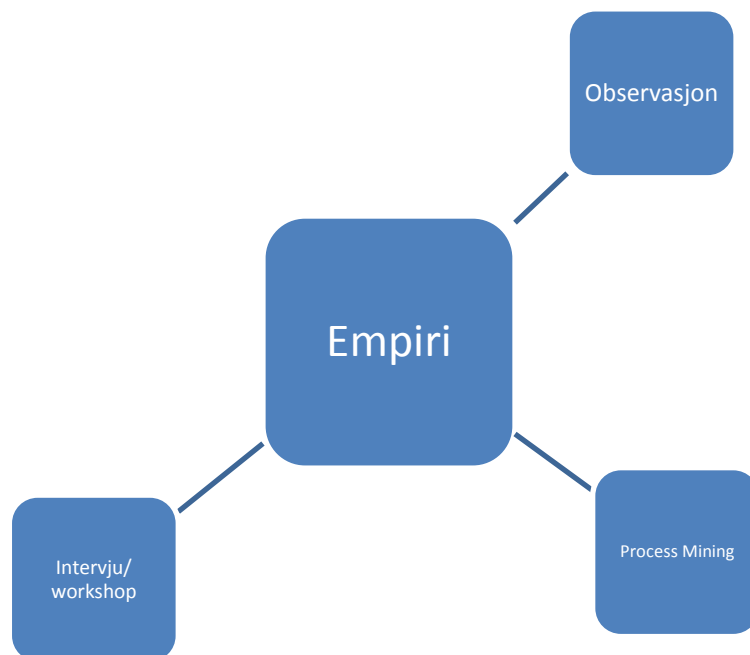 Observasjon
Empiri
Intervju/
workshop
Process Mining